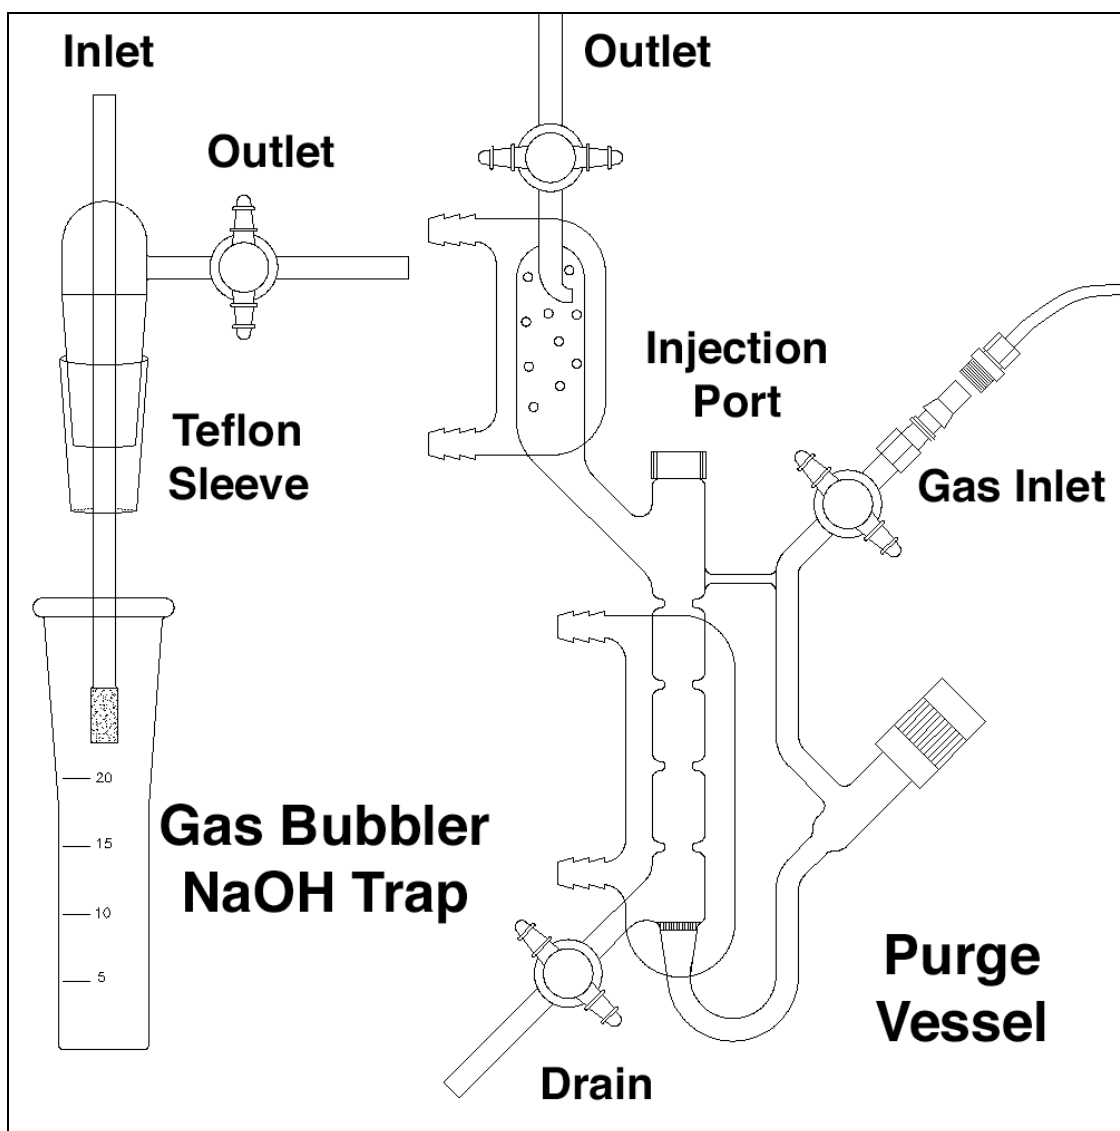 Inlet
Outlet
Outlet
Injection
Port
Teflon
Sleeve
Gas Inlet
20
15
10
5
Gas Bubbler
NaOH Trap
Purge
Vessel
Drain